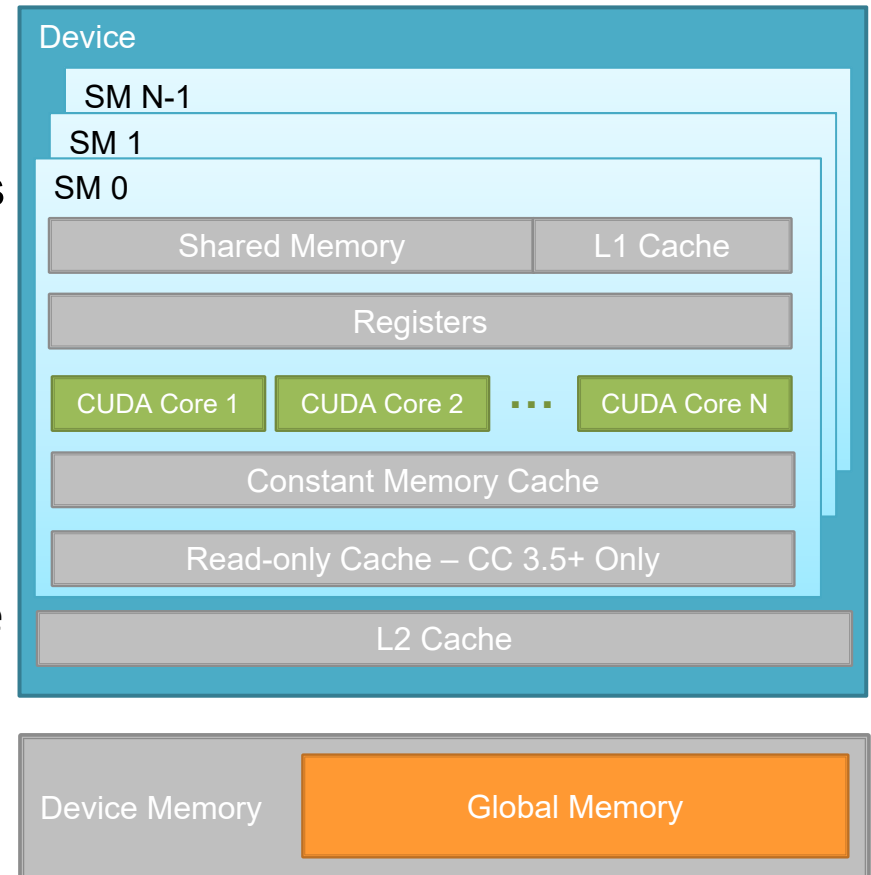 Device
SM N-1
SM 1
s
SM 0
Shared Memory L1 Cache
Registers
CUDA Core 1 CUDA Core 2 ... CUDA Core N
Constant Memory Cache
Read-only Cache – CC 3.5+ Only
e
L2 Cache
Device Memory Global Memory